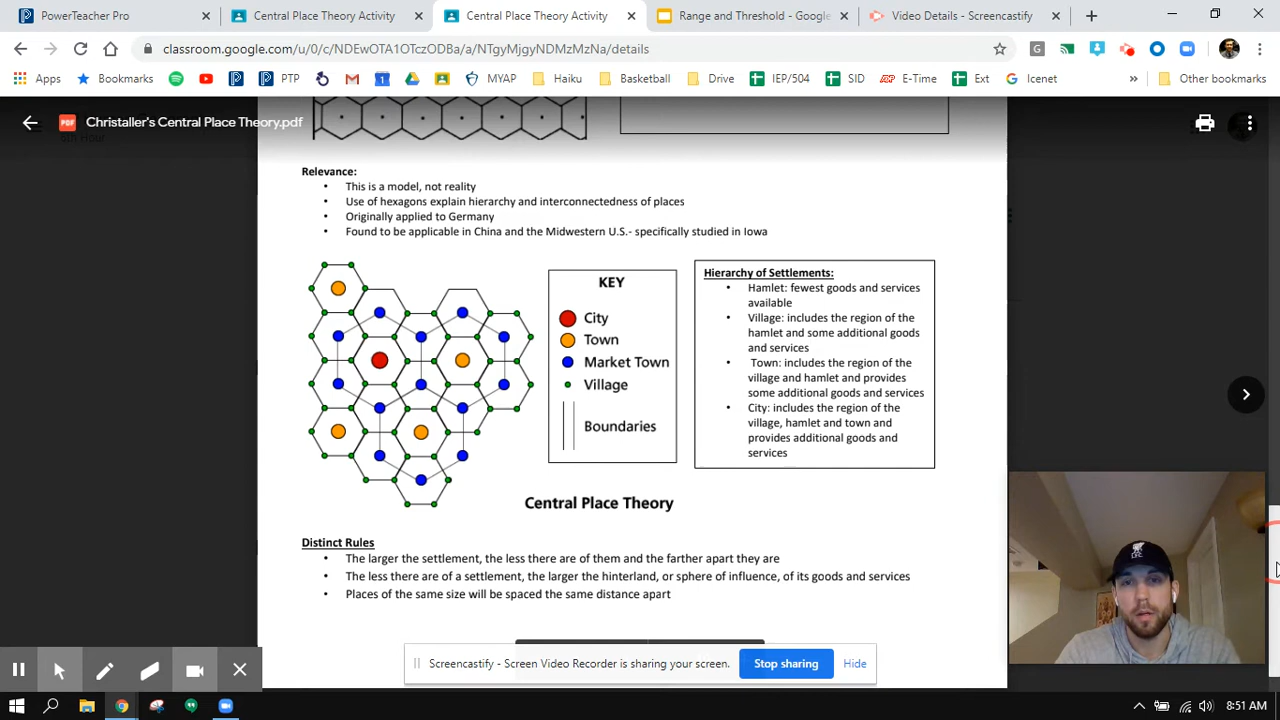 PowerTeacher Pro
Central Place Theory Activity
Central Place Theory Activity
Range and Threshold - Google
Video Details - Screencastify
classroom.google.com/u/0/c/NDEwOTA1OTczODBa/a/NTgyMjgyNDMzMzNa/details
Apps
Bookmarks
PTP
MYAP
Haiku
Basketball
Drive
IEP/504
SID
E-Time
Ext
Icenet
»
Other bookmarks
Christaller's Central Place Theory.pdf
Relevance:
• This is a model, not reality
• Use of hexagons explain hierarchy and interconnectedness of places
• Originally applied to Germany
• Found to be applicable in China and the Midwestern U.S.- specifically studied in Iowa
KEY
City
Town
Market Town
Village
Boundaries
Central Place Theory
Hierarchy of Settlements:
• Hamlet: fewest goods and services
available
• Village: includes the region of the
hamlet and some additional goods
and services
• Town: includes the region of the
village and hamlet and provides
some additional goods and services
• City: includes the region of the
village, hamlet and town and
provides additional goods and
services
Distinct Rules
• The larger the settlement, the less there are of them and the farther apart they are
• The less there are of a settlement, the larger the hinterland, or sphere of influence, of its goods and services
• Places of the same size will be spaced the same distance apart
Screencastify - Screen Video Recorder is sharing your screen.
Stop sharing
Hide
8:51 AM